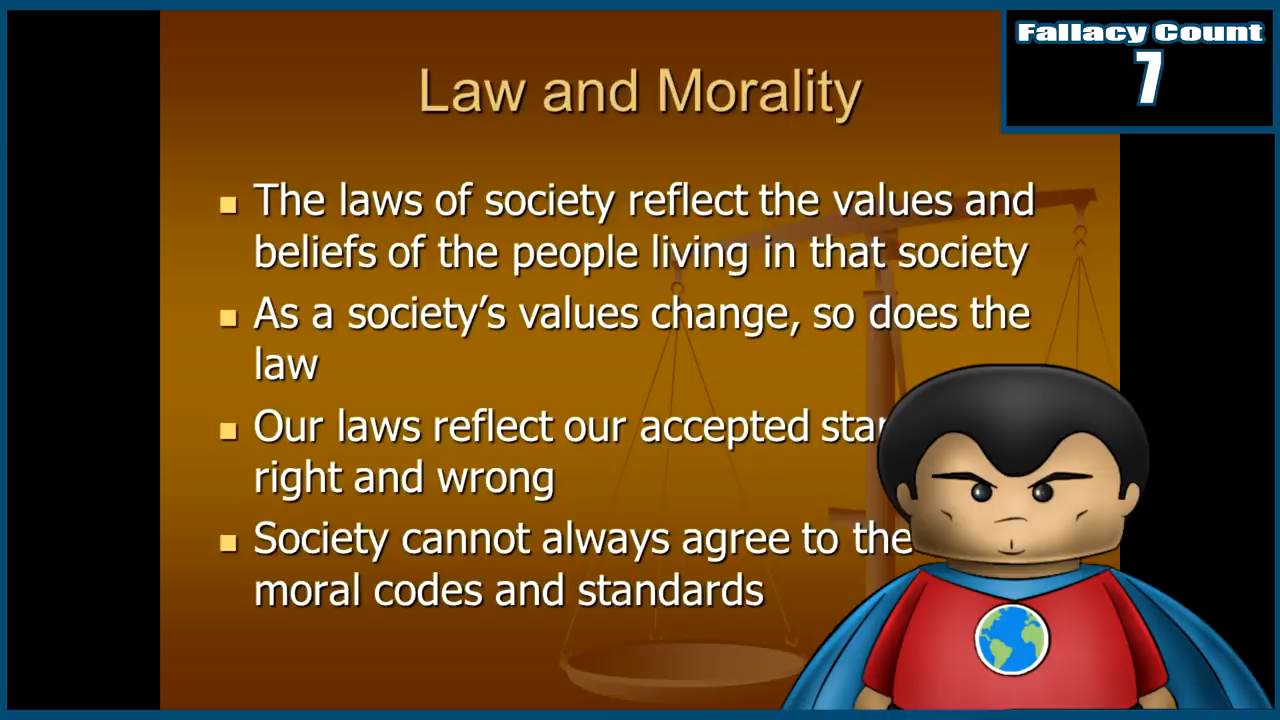 Fallacy Count
7
Law and Morality
The laws of society reflect the values and
beliefs of the people living in that society
As a society's values change, so does the
law
Our laws reflect our accepted
right and wrong
Society cannot always agree to the
moral codes and standards